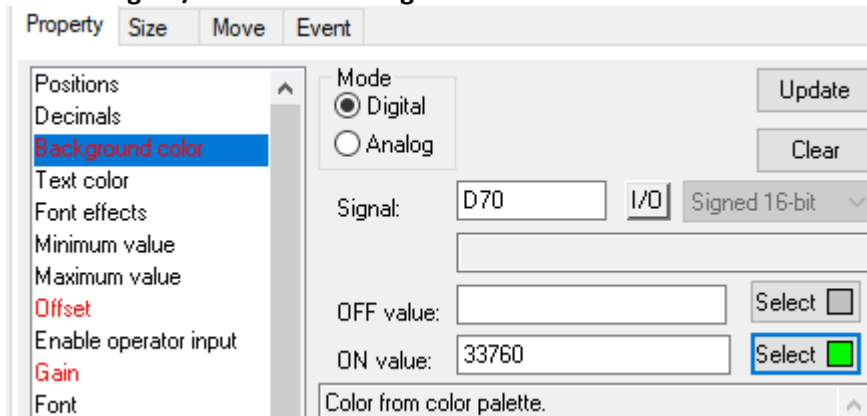 Property Size Move Event
Positions
Decimals
Background color
Text color
Font effects
Minimum value
Maximum value
Offset
Enable operator input
Gain
Font
Mode
Digital
Analog
Update
Clear
Signal: D70 I/O Signed 16-bit
OFF value: Select
ON value: 33760 Select
Color from color palette.